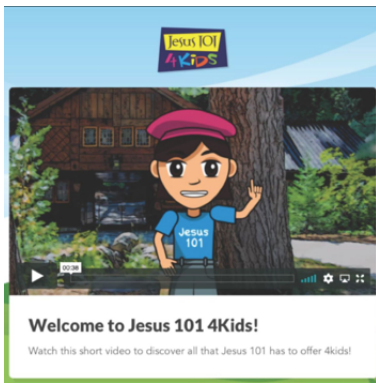 Jesus 101
4Kids
Jesus
101
00:38
Welcome to Jesus 101 4Kids!
Watch this short video to discover all that Jesus 101 has to offer 4kids!